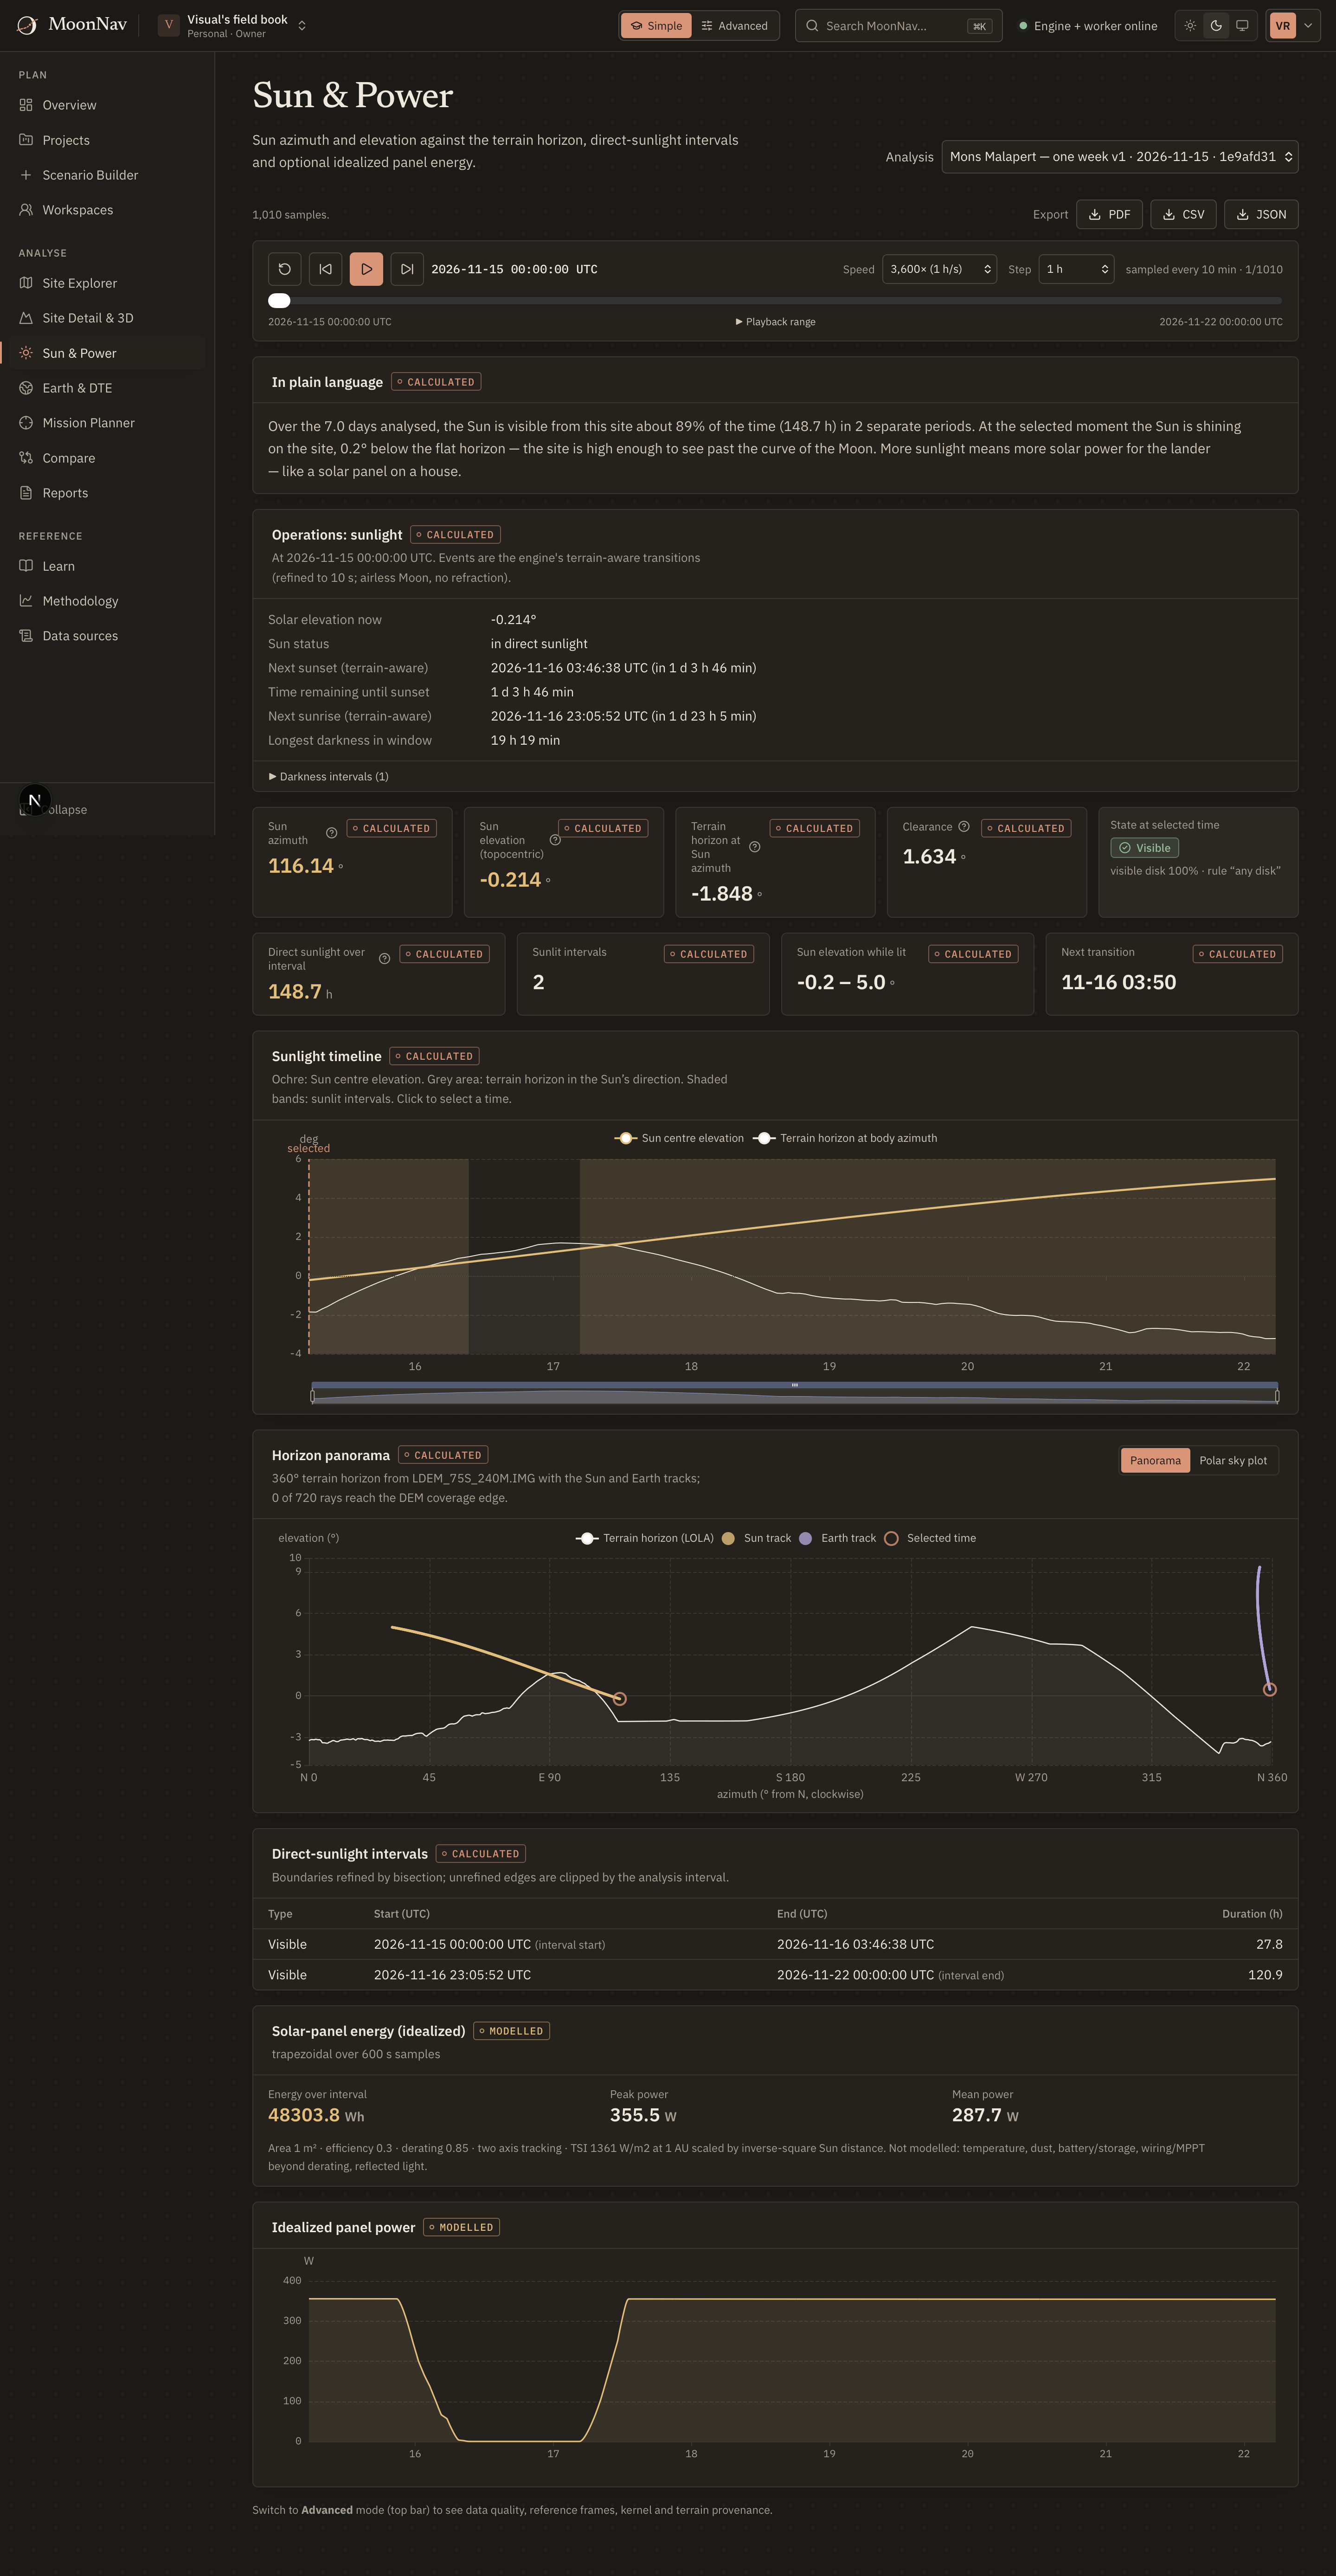 MoonNav
V
Visual's field book
Personal · Owner
Simple
Advanced
Search MoonNav...
⌘K
Engine + worker online
VR
PLAN
Overview
Projects
Scenario Builder
Workspaces
ANALYSE
Site Explorer
Site Detail & 3D
Sun & Power
Earth & DTE
Mission Planner
Compare
Reports
REFERENCE
Learn
Methodology
Data sources
N
ollapse
Sun & Power
Sun azimuth and elevation against the terrain horizon, direct-sunlight intervals
and optional idealized panel energy.
Analysis
Mons Malapert — one week v1 · 2026-11-15 · 1e9afd31
1,010 samples.
Export
PDF
CSV
JSON
2026-11-15 00:00:00 UTC
Speed
3,600× (1 h/s)
Step
1 h
sampled every 10 min · 1/1010
2026-11-15 00:00:00 UTC
▶ Playback range
2026-11-22 00:00:00 UTC
In plain language
CALCULATED
Over the 7.0 days analysed, the Sun is visible from this site about 89% of the time (148.7 h) in 2 separate periods. At the selected moment the Sun is shining
on the site, 0.2° below the flat horizon — the site is high enough to see past the curve of the Moon. More sunlight means more solar power for the lander
— like a solar panel on a house.
Operations: sunlight
CALCULATED
At 2026-11-15 00:00:00 UTC. Events are the engine's terrain-aware transitions
(refined to 10 s; airless Moon, no refraction).
Solar elevation now
-0.214°
Sun status
in direct sunlight
Next sunset (terrain-aware)
2026-11-16 03:46:38 UTC (in 1 d 3 h 46 min)
Time remaining until sunset
1 d 3 h 46 min
Next sunrise (terrain-aware)
2026-11-16 23:05:52 UTC (in 1 d 23 h 5 min)
Longest darkness in window
19 h 19 min
▶ Darkness intervals (1)
Sun
azimuth
CALCULATED
116.14 °
Sun
elevation
(topocentric)
CALCULATED
-0.214 °
Terrain
horizon at
Sun
azimuth
CALCULATED
-1.848 °
Clearance
CALCULATED
1.634 °
State at selected time
Visible
visible disk 100% · rule “any disk”
Direct sunlight over
interval
CALCULATED
148.7 h
Sunlit intervals
CALCULATED
2
Sun elevation while lit
CALCULATED
-0.2 – 5.0 °
Next transition
CALCULATED
11-16 03:50
Sunlight timeline
CALCULATED
Ochre: Sun centre elevation. Grey area: terrain horizon in the Sun’s direction. Shaded
bands: sunlit intervals. Click to select a time.
deg
selected
Sun centre elevation
Terrain horizon at body azimuth
6
4
2
0
-2
-4
16
17
18
19
20
21
22
Horizon panorama
CALCULATED
360° terrain horizon from LDEM_75S_240M.IMG with the Sun and Earth tracks;
0 of 720 rays reach the DEM coverage edge.
Panorama
Polar sky plot
elevation (°)
Terrain horizon (LOLA)
Sun track
Earth track
Selected time
10
9
6
3
0
-3
-5
N 0
45
E 90
135
S 180
225
W 270
315
N 360
azimuth (° from N, clockwise)
Direct-sunlight intervals
CALCULATED
Boundaries refined by bisection; unrefined edges are clipped by the analysis interval.
Type
Start (UTC)
End (UTC)
Duration (h)
Visible
2026-11-15 00:00:00 UTC (interval start)
2026-11-16 03:46:38 UTC
27.8
Visible
2026-11-16 23:05:52 UTC
2026-11-22 00:00:00 UTC (interval end)
120.9
Solar-panel energy (idealized)
MODELLED
trapezoidal over 600 s samples
Energy over interval
48303.8 Wh
Peak power
355.5 W
Mean power
287.7 W
Area 1 m² · efficiency 0.3 · derating 0.85 · two axis tracking · TSI 1361 W/m2 at 1 AU scaled by inverse-square Sun distance. Not modelled: temperature, dust, battery/storage, wiring/MPPT
beyond derating, reflected light.
Idealized panel power
MODELLED
W
400
300
200
100
0
16
17
18
19
20
21
22
Switch to Advanced mode (top bar) to see data quality, reference frames, kernel and terrain provenance.